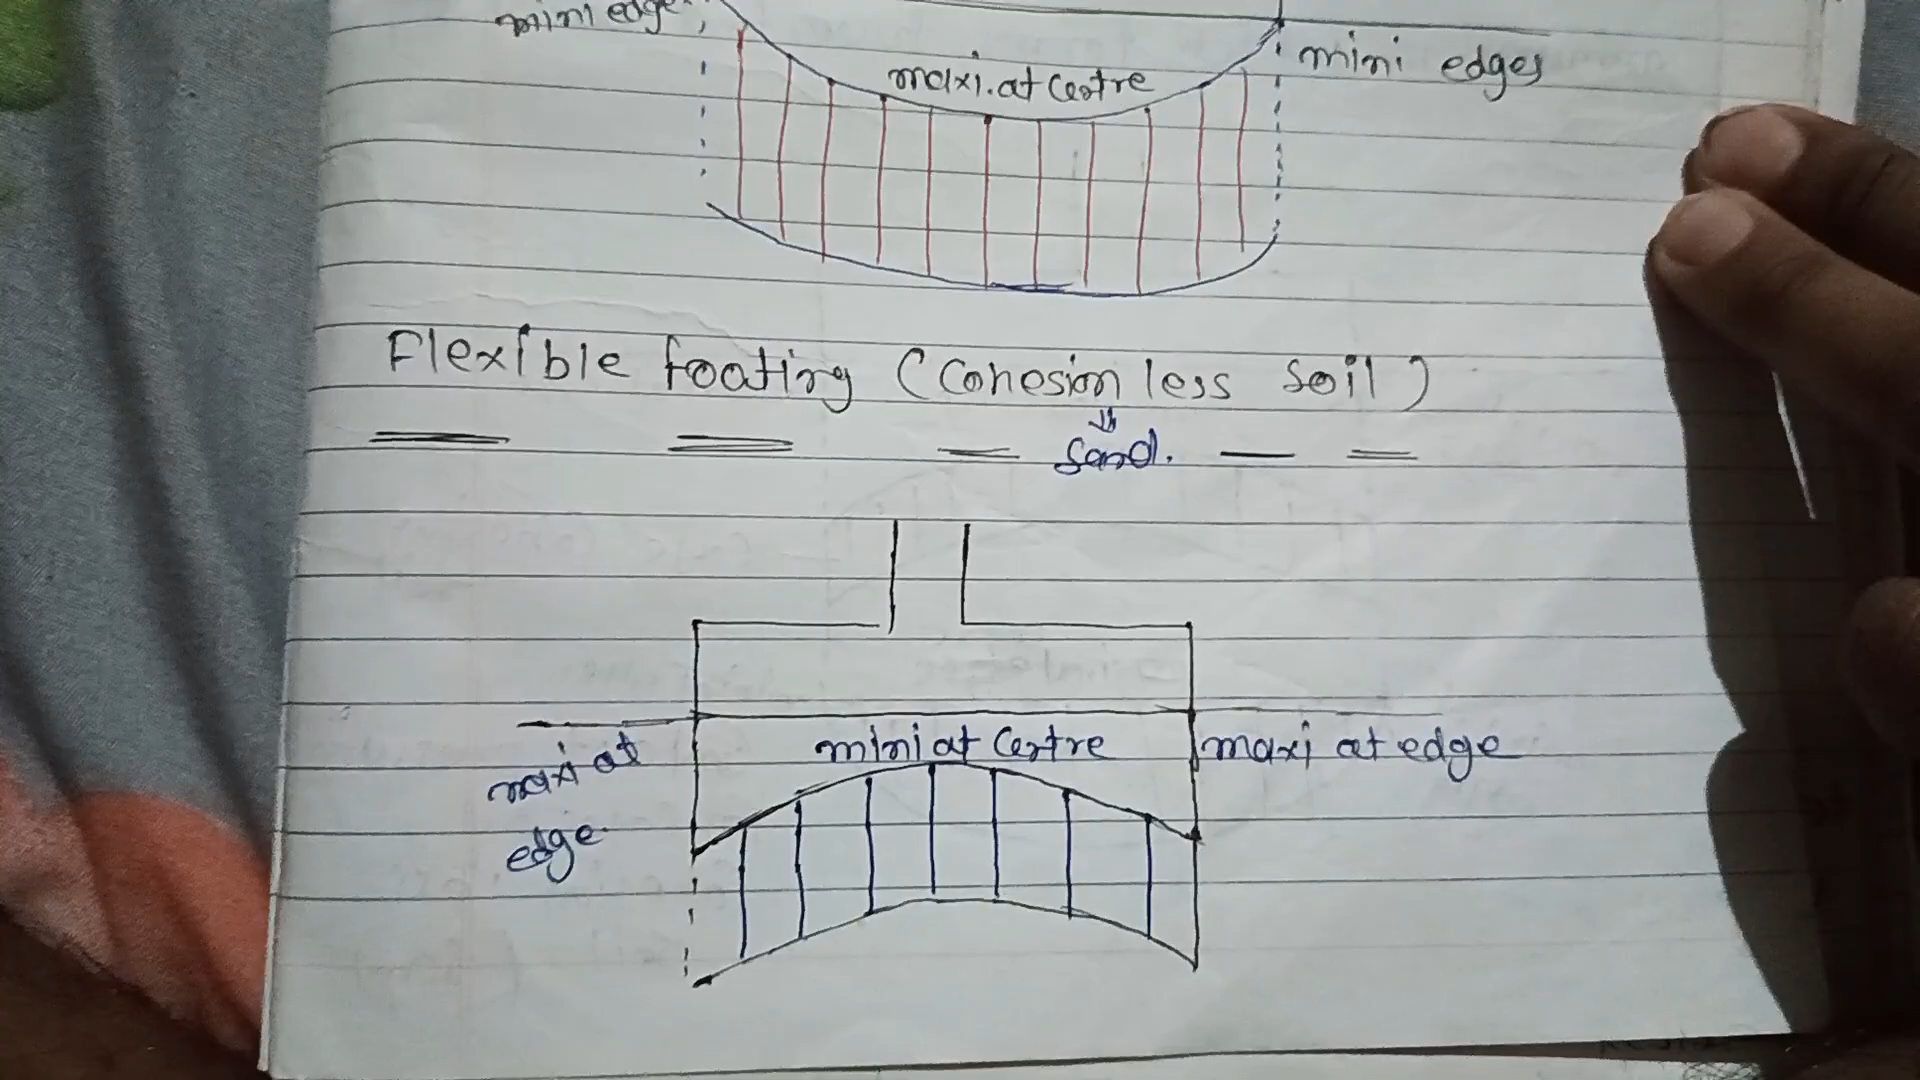 mini edge.
mini edges
maxi. at Centre
Flexible footing (Cohesion less soil)
Sand.
mini at Centre
maxi at edge
maxi at
edge